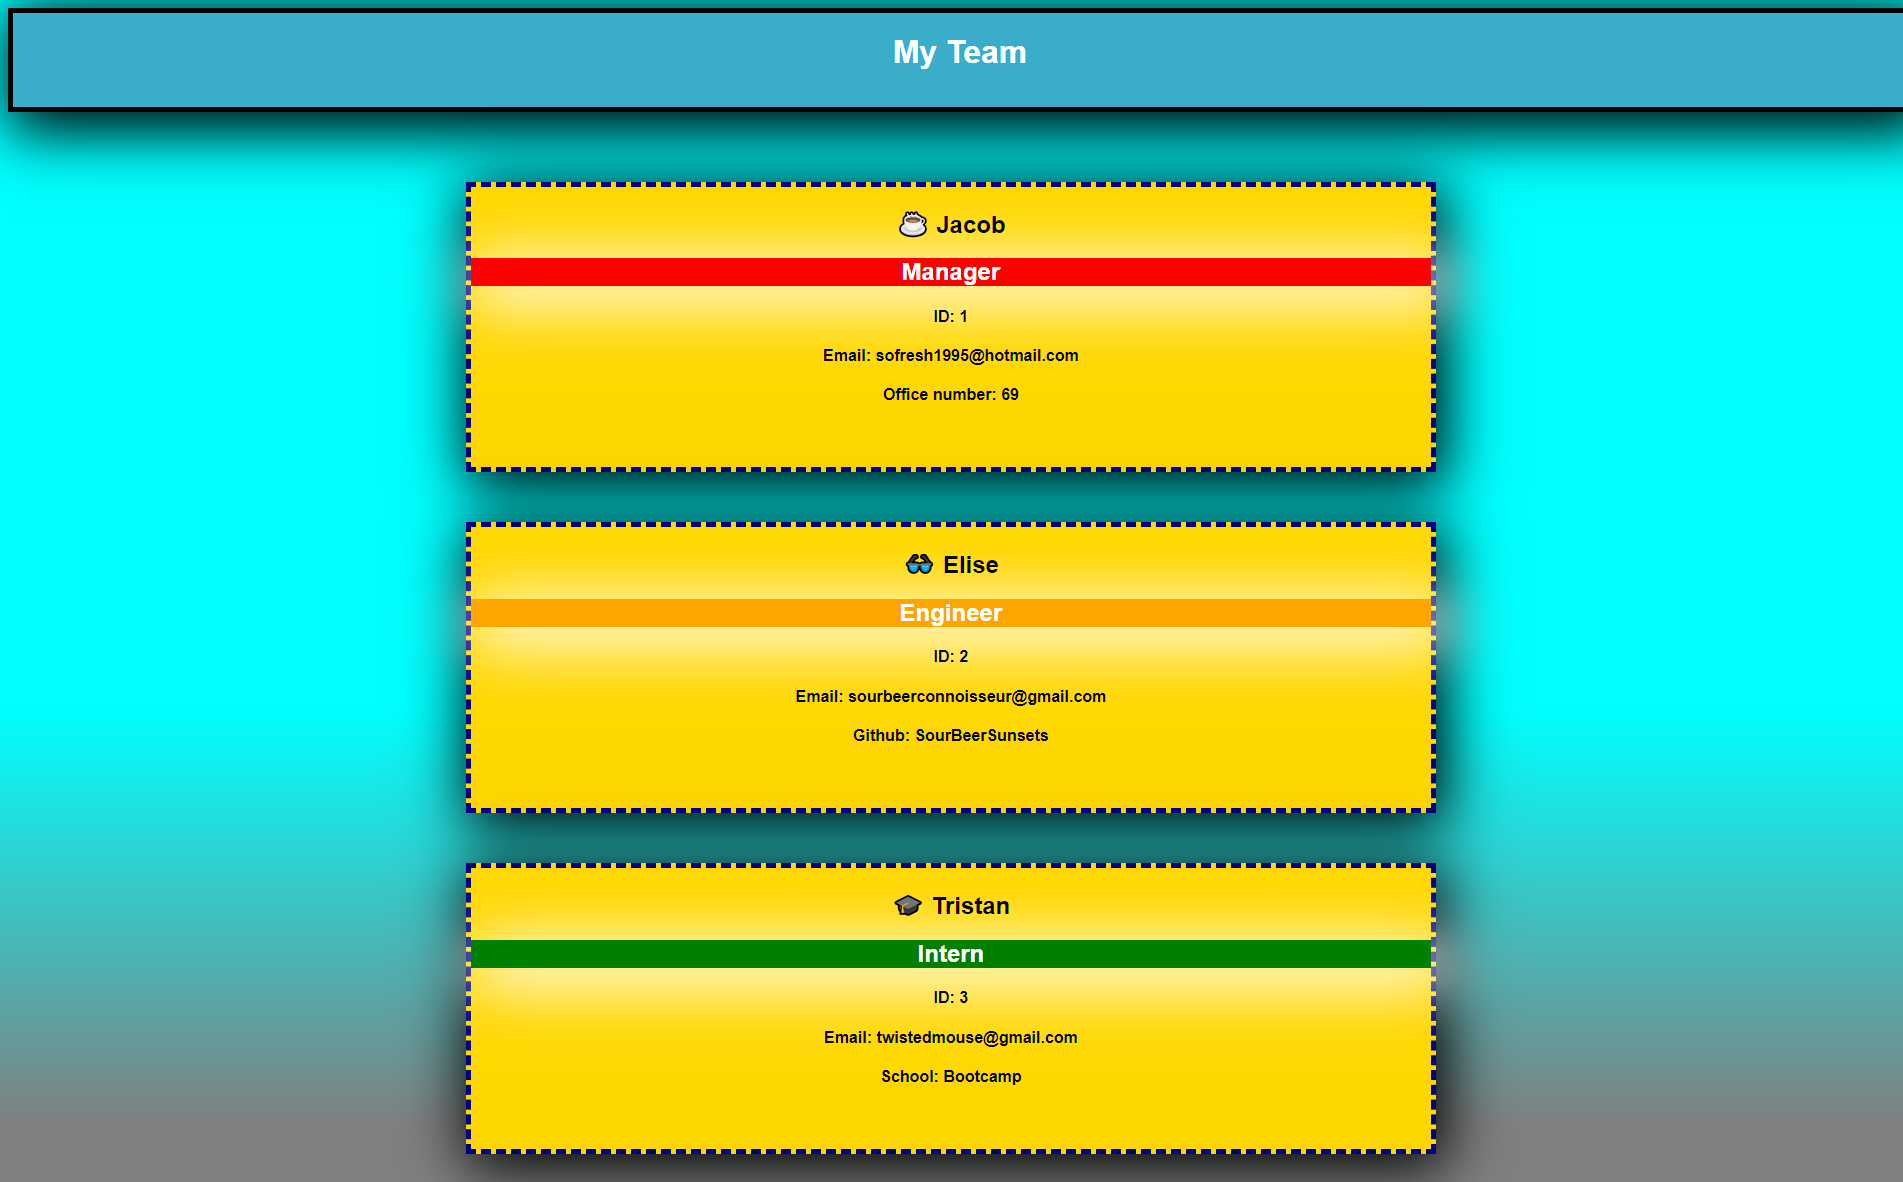 My Team
Jacob
Manager
ID: 1
Email: sofresh1995@hotmail.com
Office number: 69
Elise
Engineer
ID: 2
Email: sourbeerconnoisseur@gmail.com
Github: SourBeerSunsets
Tristan
Intern
ID: 3
Email: twistedmouse@gmail.com
School: Bootcamp